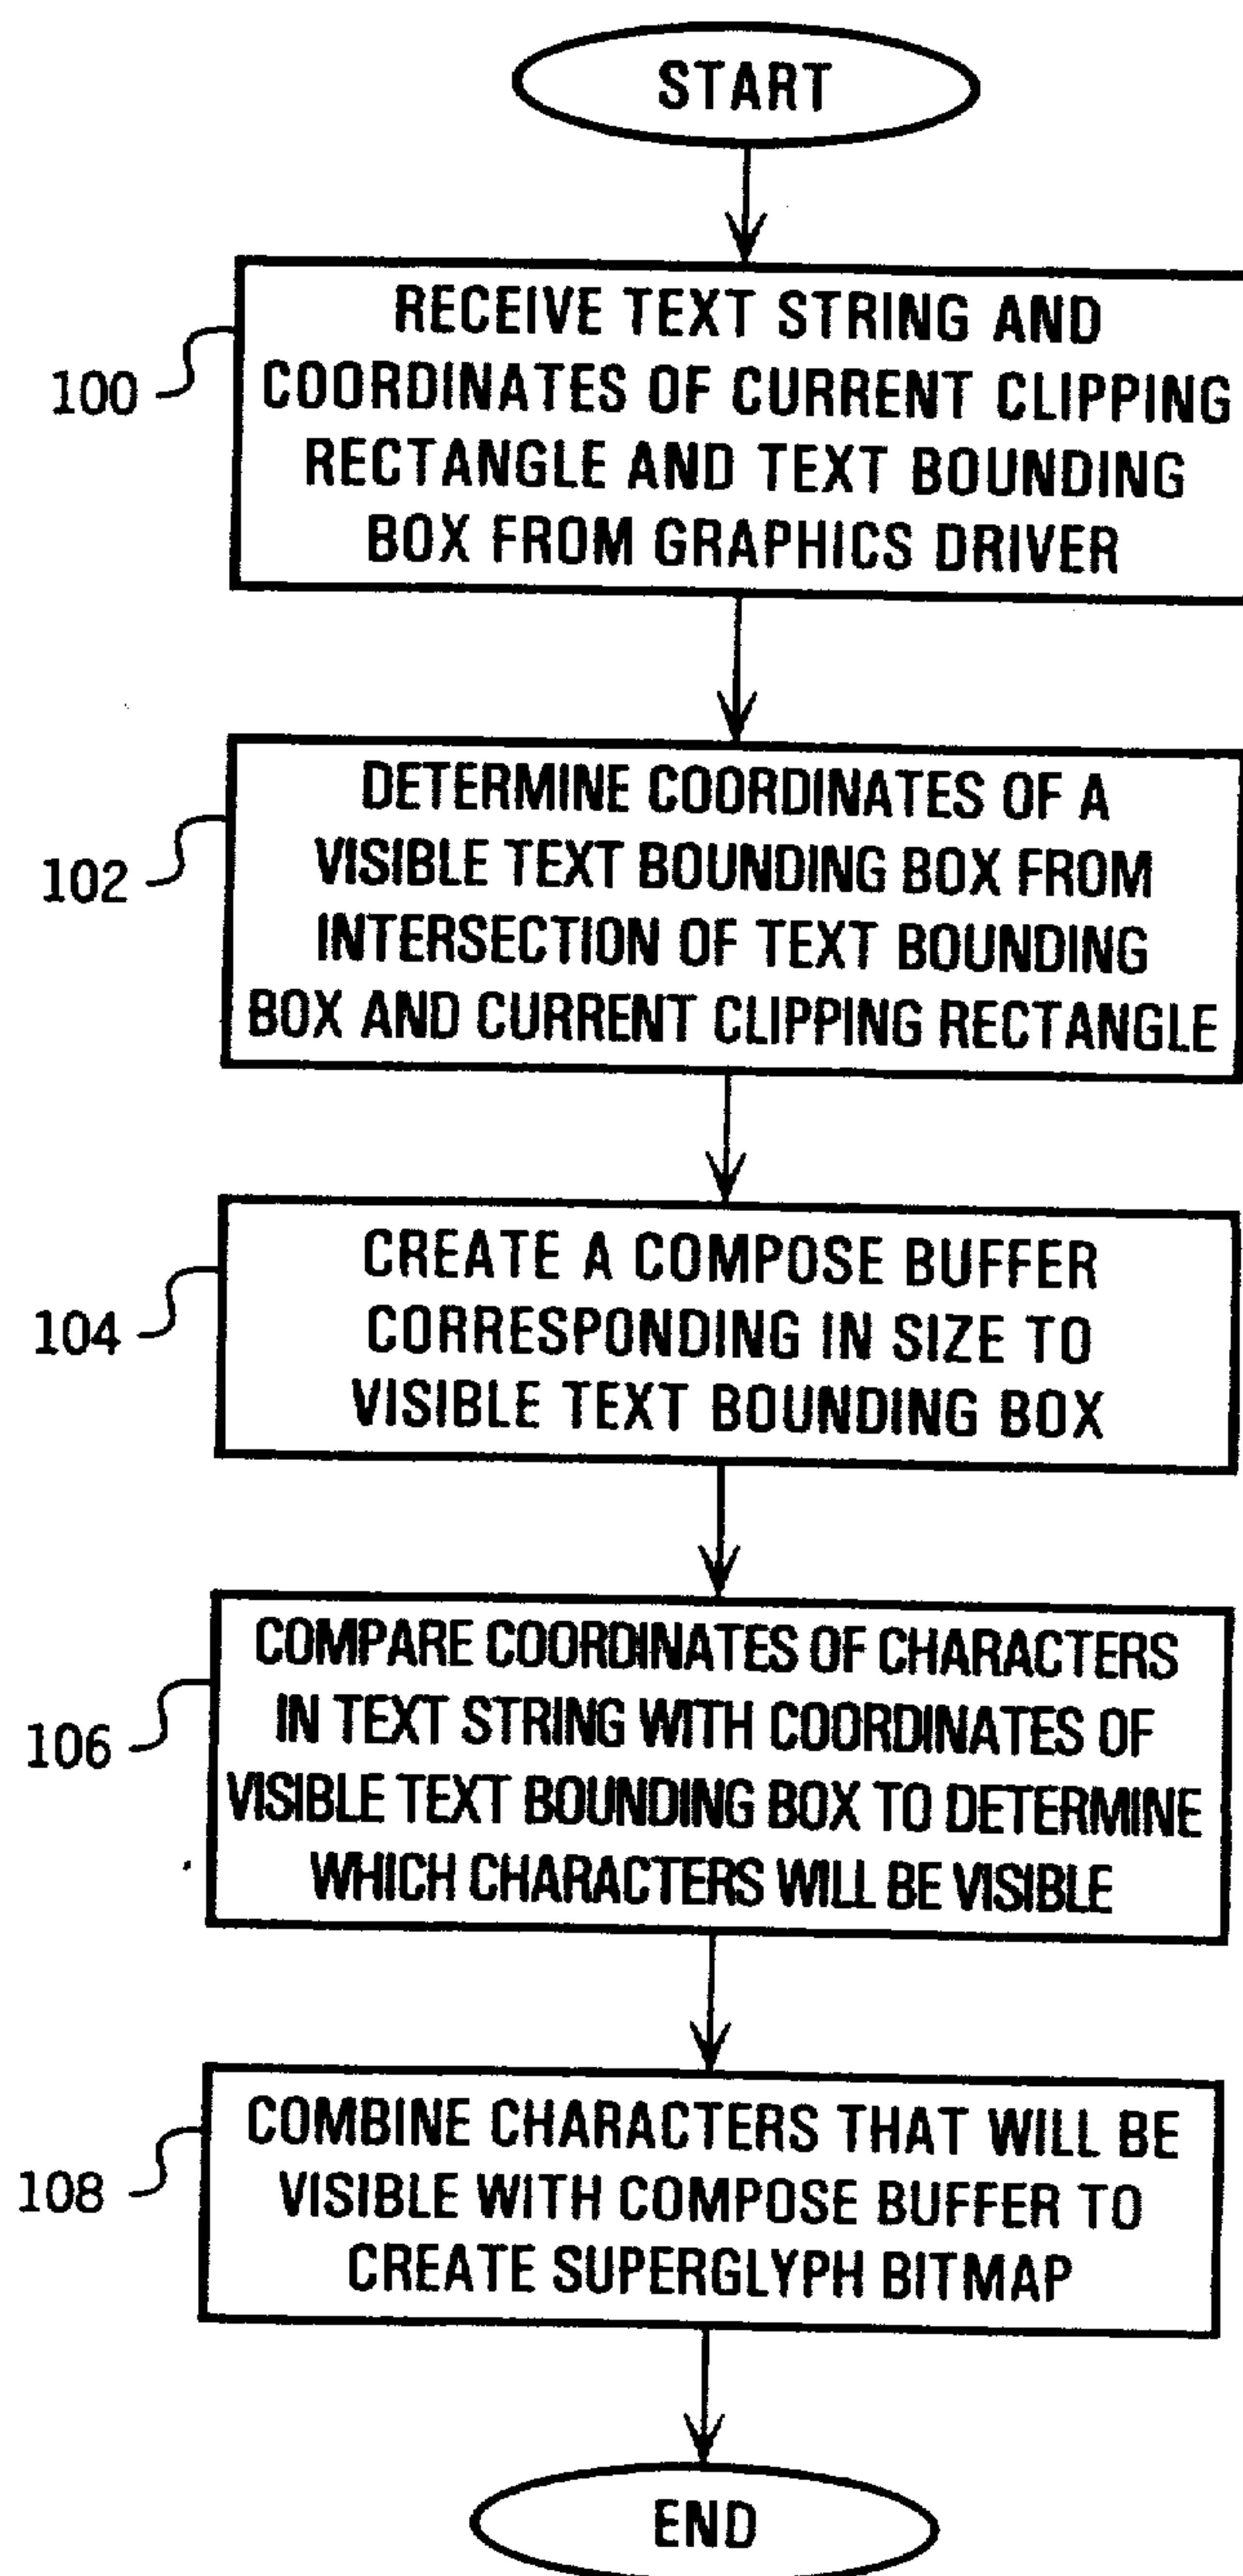 START
100
RECEIVE TEXT STRING AND
COORDINATES OF CURRENT CLIPPING
RECTANGLE AND TEXT BOUNDING
BOX FROM GRAPHICS DRIVER
102
DETERMINE COORDINATES OF A
VISIBLE TEXT BOUNDING BOX FROM
INTERSECTION OF TEXT BOUNDING
BOX AND CURRENT CLIPPING RECTANGLE
104
CREATE A COMPOSE BUFFER
CORRESPONDING IN SIZE TO
VISIBLE TEXT BOUNDING BOX
106
COMPARE COORDINATES OF CHARACTERS
IN TEXT STRING WITH COORDINATES OF
VISIBLE TEXT BOUNDING BOX TO DETERMINE
WHICH CHARACTERS WILL BE VISIBLE
108
COMBINE CHARACTERS THAT WILL BE
VISIBLE WITH COMPOSE BUFFER TO
CREATE SUPERGLYPH BITMAP
END